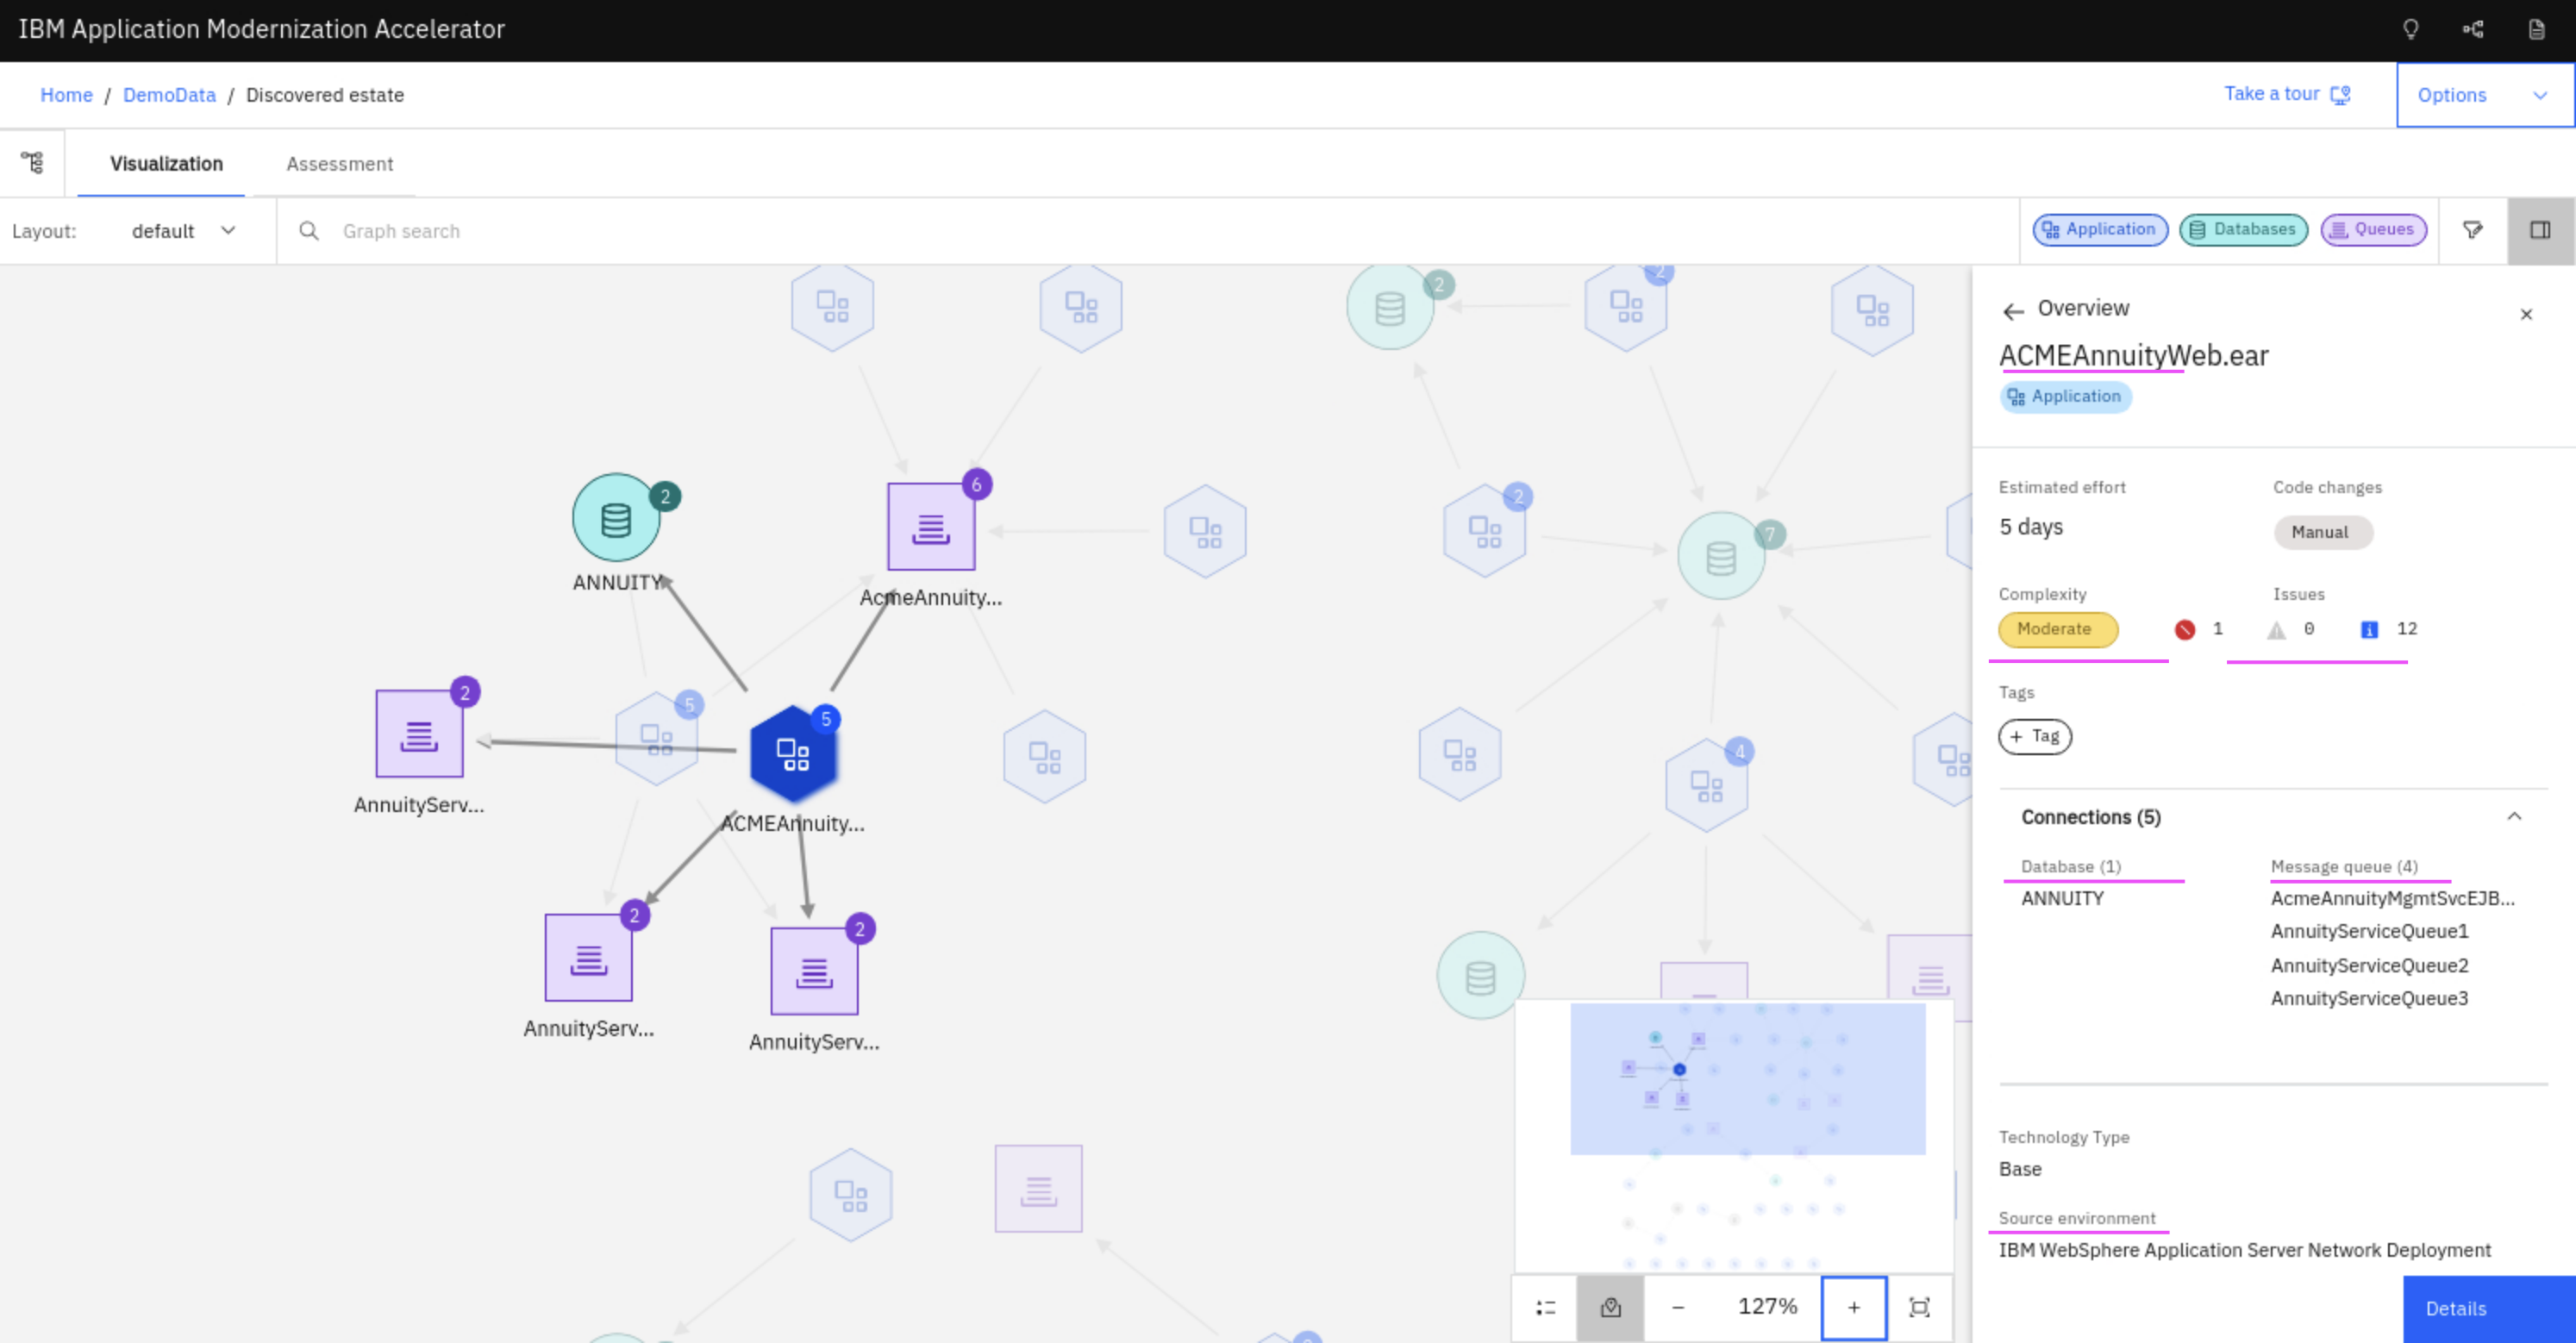 IBM Application Modernization Accelerator
Home / DemoData / Discovered estate
Take a tour
Options
Visualization
Assessment
Layout: default
Graph search
Application
Databases
Queues
2
2
2
7
4
5
2
ANNUITY
6
AcmeAnnuity...
2
AnnuityServ...
5
ACMEAnnuity...
2
AnnuityServ...
2
AnnuityServ...
127%
Overview
ACMEAnnuityWeb.ear
Application
Estimated effort
Code changes
5 days
Manual
Complexity
Issues
Moderate
1
0
12
Tags
+ Tag
Connections (5)
Database (1)
Message queue (4)
ANNUITY
AcmeAnnuityMgmtSvcEJB...
AnnuityServiceQueue1
AnnuityServiceQueue2
AnnuityServiceQueue3
Technology Type
Base
Source environment
IBM WebSphere Application Server Network Deployment
Details